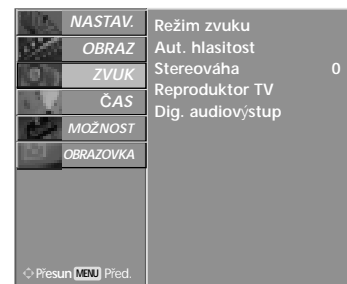 NASTAV.
OBRAZ
ZVUK
ČAS
MOŽNOST
OBRAZOVKA
Režim zvuku
Aut. hlasitost
Stereováha 0
Reproduktor TV
Dig. audiovýstup
Přesun MENU Před.